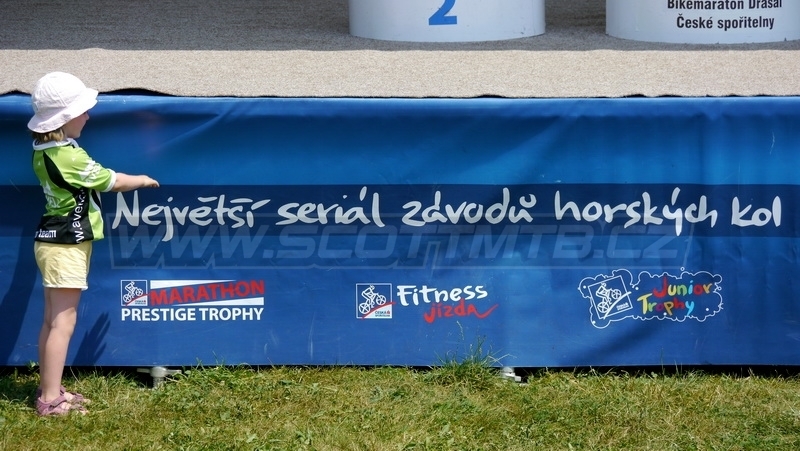 2
Bikemaraton Drásal
České spořitelny
Největší seriál závodů horských kol
WWW.SCOTTMTB.CZ
MARATHON
PRESTIGE TROPHY
Fitness
jízda
Junior
Trophy
team